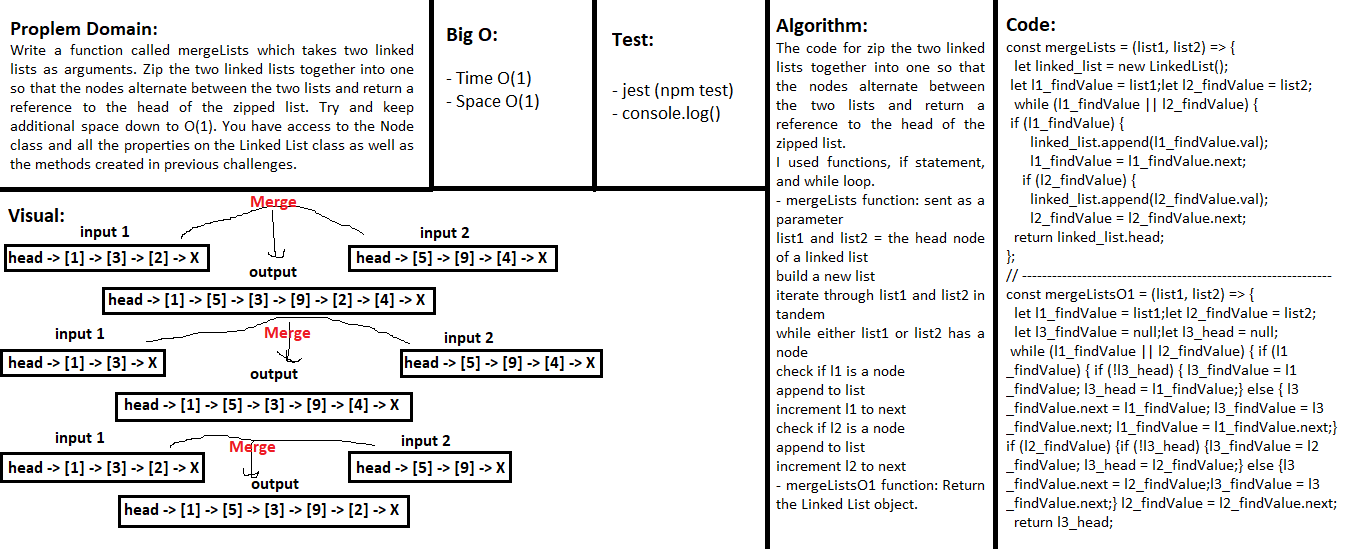 Proplem Domain:
Write a function called mergeLists which takes two linked
lists as arguments. Zip the two linked lists together into one
so that the nodes alternate between the two lists and return a
reference to the head of the zipped list. Try and keep
additional space down to O(1). You have access to the Node
class and all the properties on the Linked List class as well as
the methods created in previous challenges.
Big O:
- Time O(1)
- Space O(1)
Test:
- jest (npm test)
- console.log()
Visual:
Merge
input 1
input 2
head -> [1] -> [3] -> [2] -> X
head -> [5] -> [9] -> [4] -> X
output
head -> [1] -> [5] -> [3] -> [9] -> [2] -> [4] -> X
input 1
Merge
input 2
head -> [1] -> [3] -> X
head -> [5] -> [9] -> [4] -> X
output
head -> [1] -> [5] -> [3] -> [9] -> [4] -> X
input 1
Merge
input 2
head -> [1] -> [3] -> [2] -> X
head -> [5] -> [9] -> X
output
head -> [1] -> [5] -> [3] -> [9] -> [2] -> X
Algorithm:
The code for zip the two linked
lists together into one so that
the nodes alternate between
the two lists and return a
reference to the head of the
zipped list.
I used functions, if statement,
and while loop.
- mergeLists function: sent as a
parameter
list1 and list2 = the head node
of a linked list
build a new list
iterate through list1 and list2 in
tandem
while either list1 or list2 has a
node
check if l1 is a node
append to list
increment l1 to next
check if l2 is a node
append to list
increment l2 to next
- mergeListsO1 function: Return
the Linked List object.
Code:
const mergeLists = (list1, list2) => {
let linked_list = new LinkedList();
let l1_findValue = list1;let l2_findValue = list2;
while (l1_findValue || l2_findValue) {
if (l1_findValue) {
linked_list.append(l1_findValue.val);
l1_findValue = l1_findValue.next;
if (l2_findValue) {
linked_list.append(l2_findValue.val);
l2_findValue = l2_findValue.next;
return linked_list.head;
};
// --------------------------------------------------------------
const mergeListsO1 = (list1, list2) => {
let l1_findValue = list1;let l2_findValue = list2;
let l3_findValue = null;let l3_head = null;
while (l1_findValue || l2_findValue) { if (l1
_findValue) { if (!l3_head) { l3_findValue = l1
_findValue; l3_head = l1_findValue;} else { l3
_findValue.next = l1_findValue; l3_findValue = l3
_findValue.next; l1_findValue = l1_findValue.next;}
if (l2_findValue) {if (!l3_head) {l3_findValue = l2
_findValue; l3_head = l2_findValue;} else {l3
_findValue.next = l2_findValue;l3_findValue = l3
_findValue.next;} l2_findValue = l2_findValue.next;
return l3_head;